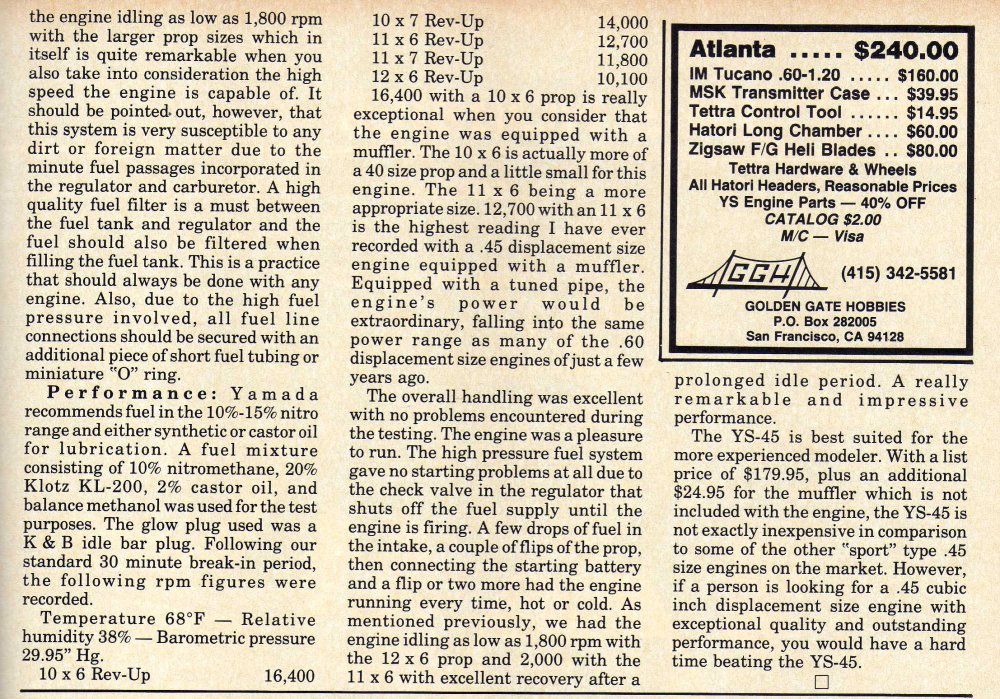 the engine idling as low as 1,800 rpm
with the larger prop sizes which in
itself is quite remarkable when you
also take into consideration the high
speed the engine is capable of. It
should be pointed out, however, that
this system is very susceptible to any
dirt or foreign matter due to the
minute fuel passages incorporated in
the regulator and carburetor. A high
quality fuel filter is a must between
the fuel tank and regulator and the
fuel should also be filtered when
filling the fuel tank. This is a practice
that should always be done with any
engine. Also, due to the high fuel
pressure involved, all fuel line
connections should be secured with an
additional piece of short fuel tubing or
miniature "O" ring.
Performance: Yamada
recommends fuel in the 10%-15% nitro
range and either synthetic or castor oil
for lubrication. A fuel mixture
consisting of 10% nitromethane, 20%
Klotz KL-200, 2% castor oil, and
balance methanol was used for the test
purposes. The glow plug used was a
K & B idle bar plug. Following our
standard 30 minute break-in period,
the following rpm figures were
recorded.
Temperature 68°F — Relative
humidity 38% — Barometric pressure
29.95" Hg.
10 x 6 Rev-Up 16,400
10 x 7 Rev-Up 14,000
11 x 6 Rev-Up 12,700
11 x 7 Rev-Up 11,800
12 x 6 Rev-Up 10,100
16,400 with a 10 x 6 prop is really
exceptional when you consider that
the engine was equipped with a
muffler. The 10 x 6 is actually more of
a 40 size prop and a little small for this
engine. The 11 x 6 being a more
appropriate size. 12,700 with an 11 x 6
is the highest reading I have ever
recorded with a .45 displacement size
engine equipped with a muffler.
Equipped with a tuned pipe, the
engine's power would be
extraordinary, falling into the same
power range as many of the .60
displacement size engines of just a few
years ago.
The overall handling was excellent
with no problems encountered during
the testing. The engine was a pleasure
to run. The high pressure fuel system
gave no starting problems at all due to
the check valve in the regulator that
shuts off the fuel supply until the
engine is firing. A few drops of fuel in
the intake, a couple of flips of the prop,
then connecting the starting battery
and a flip or two more had the engine
running every time, hot or cold. As
mentioned previously, we had the
engine idling as low as 1,800 rpm with
the 12 x 6 prop and 2,000 with the
11 x 6 with excellent recovery after a
Atlanta ..... $240.00
IM Tucano .60-1.20 ..... $160.00
MSK Transmitter Case ... $39.95
Tettra Control Tool ...... $14.95
Hatori Long Chamber .... $60.00
Zigsaw F/G Heli Blades .. $80.00
Tettra Hardware & Wheels
All Hatori Headers, Reasonable Prices
YS Engine Parts — 40% OFF
CATALOG $2.00
M/C — Visa
GGH (415) 342-5581
GOLDEN GATE HOBBIES
P.O. Box 282005
San Francisco, CA 94128
prolonged idle period. A really
remarkable and impressive
performance.
The YS-45 is best suited for the
more experienced modeler. With a list
price of $179.95, plus an additional
$24.95 for the muffler which is not
included with the engine, the YS-45 is
not exactly inexpensive in comparison
to some of the other "sport" type .45
size engines on the market. However,
if a person is looking for a .45 cubic
inch displacement size engine with
exceptional quality and outstanding
performance, you would have a hard
time beating the YS-45.